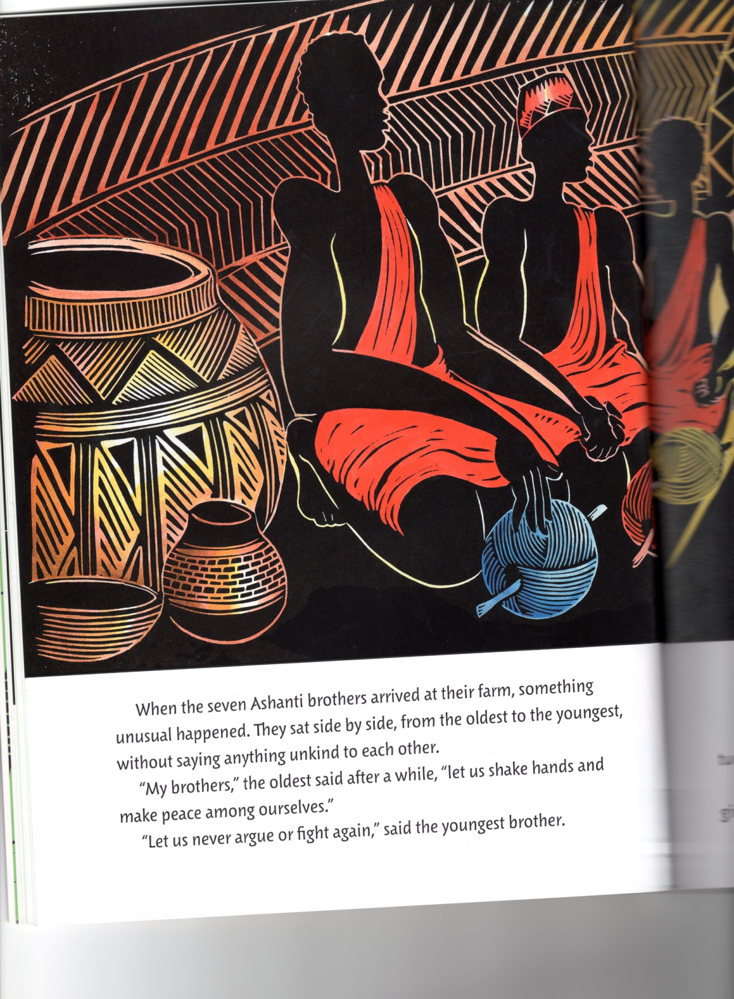 When the seven Ashanti brothers arrived at their farm, something
unusual happened. They sat side by side, from the oldest to the youngest,
without saying anything unkind to each other.
“My brothers,” the oldest said after a while, “let us shake hands and
make peace among ourselves.”
“Let us never argue or fight again,” said the youngest brother.